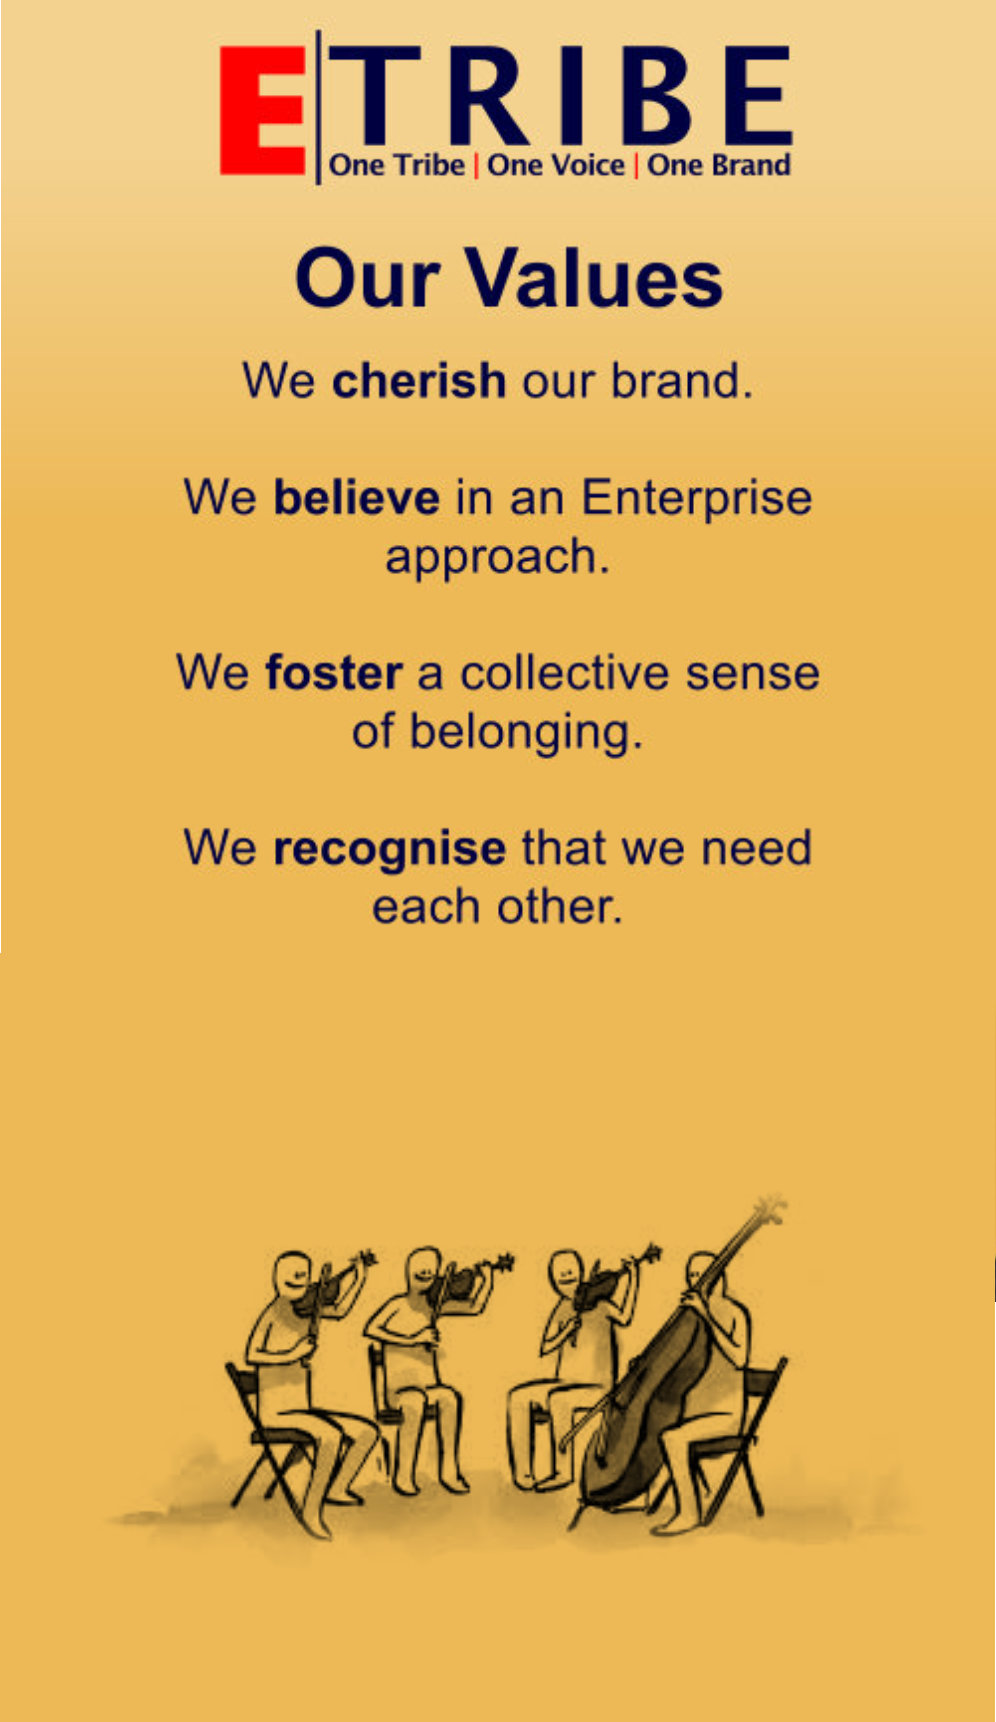 ETRIBE
One Tribe | One Voice | One Brand
Our Values
We cherish our brand.
We believe in an Enterprise
approach.
We foster a collective sense
of belonging.
We recognise that we need
each other.